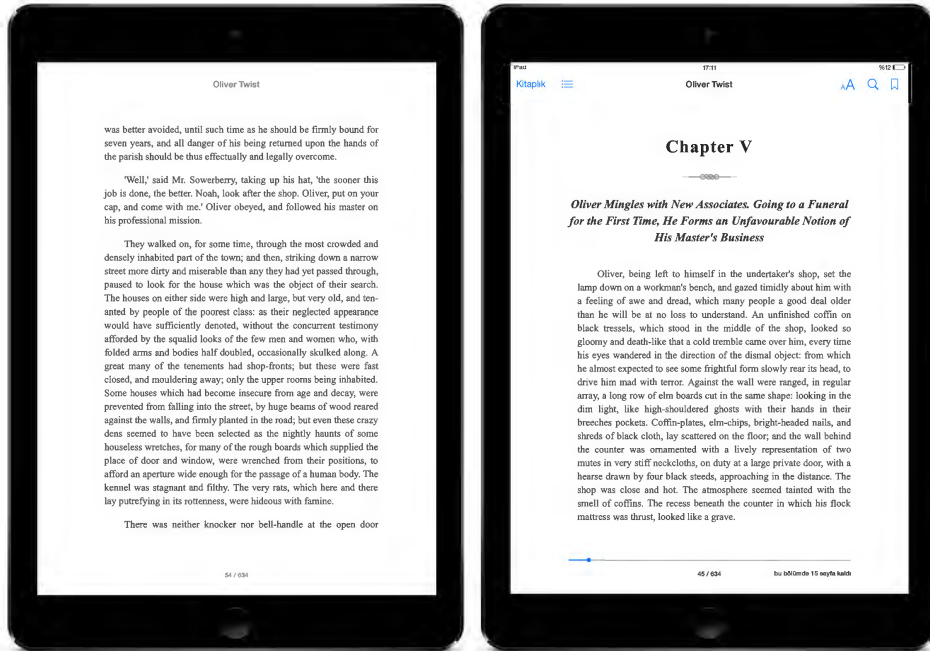 Oliver Twist
was better avoided, until such time as he should be firmly bound for
seven years, and all danger of his being returned upon the hands of
the parish should be thus effectually and legally overcome.
'Well,' said Mr. Sowerberry, taking up his hat, 'the sooner this
job is done, the better. Noah, look after the shop. Oliver, put on your
cap, and come with me.' Oliver obeyed, and followed his master on
his professional mission.
They walked on, for some time, through the most crowded and
densely inhabited part of the town; and then, striking down a narrow
street more dirty and miserable than any they had yet passed through,
paused to look for the house which was the object of their search.
The houses on either side were high and large, but very old, and ten-
anted by people of the poorest class: as their neglected appearance
would have sufficiently denoted, without the concurrent testimony
afforded by the squalid looks of the few men and women who, with
folded arms and bodies half doubled, occasionally skulked along. A
great many of the tenements had shop-fronts; but these were fast
closed, and mouldering away; only the upper rooms being inhabited.
Some houses which had become insecure from age and decay, were
prevented from falling into the street, by huge beams of wood reared
against the walls, and firmly planted in the road; but even these crazy
dens seemed to have been selected as the nightly haunts of some
houseless wretches, for many of the rough boards which supplied the
place of door and window, were wrenched from their positions, to
afford an aperture wide enough for the passage of a human body. The
kennel was stagnant and filthy. The very rats, which here and there
lay putrefying in its rottenness, were hideous with famine.
There was neither knocker nor bell-handle at the open door
54 / 634
iPad 17:11 %12
Kitaplık Oliver Twist AA
Chapter V
Oliver Mingles with New Associates. Going to a Funeral
for the First Time, He Forms an Unfavourable Notion of
His Master's Business
Oliver, being left to himself in the undertaker's shop, set the
lamp down on a workman's bench, and gazed timidly about him with
a feeling of awe and dread, which many people a good deal older
than he will be at no loss to understand. An unfinished coffin on
black tressels, which stood in the middle of the shop, looked so
gloomy and death-like that a cold tremble came over him, every time
his eyes wandered in the direction of the dismal object: from which
he almost expected to see some frightful form slowly rear its head, to
drive him mad with terror. Against the wall were ranged, in regular
array, a long row of elm boards cut in the same shape: looking in the
dim light, like high-shouldered ghosts with their hands in their
breeches pockets. Coffin-plates, elm-chips, bright-headed nails, and
shreds of black cloth, lay scattered on the floor; and the wall behind
the counter was ornamented with a lively representation of two
mutes in very stiff neckcloths, on duty at a large private door, with a
hearse drawn by four black steeds, approaching in the distance. The
shop was close and hot. The atmosphere seemed tainted with the
smell of coffins. The recess beneath the counter in which his flock
mattress was thrust, looked like a grave.
45 / 634 bu bölümde 15 sayfa kaldı